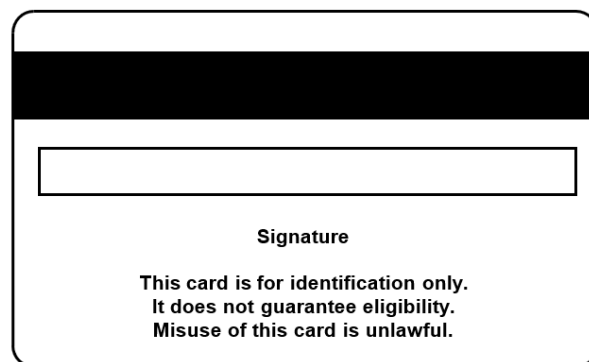 Signature
This card is for identification only.
It does not guarantee eligibility.
Misuse of this card is unlawful.